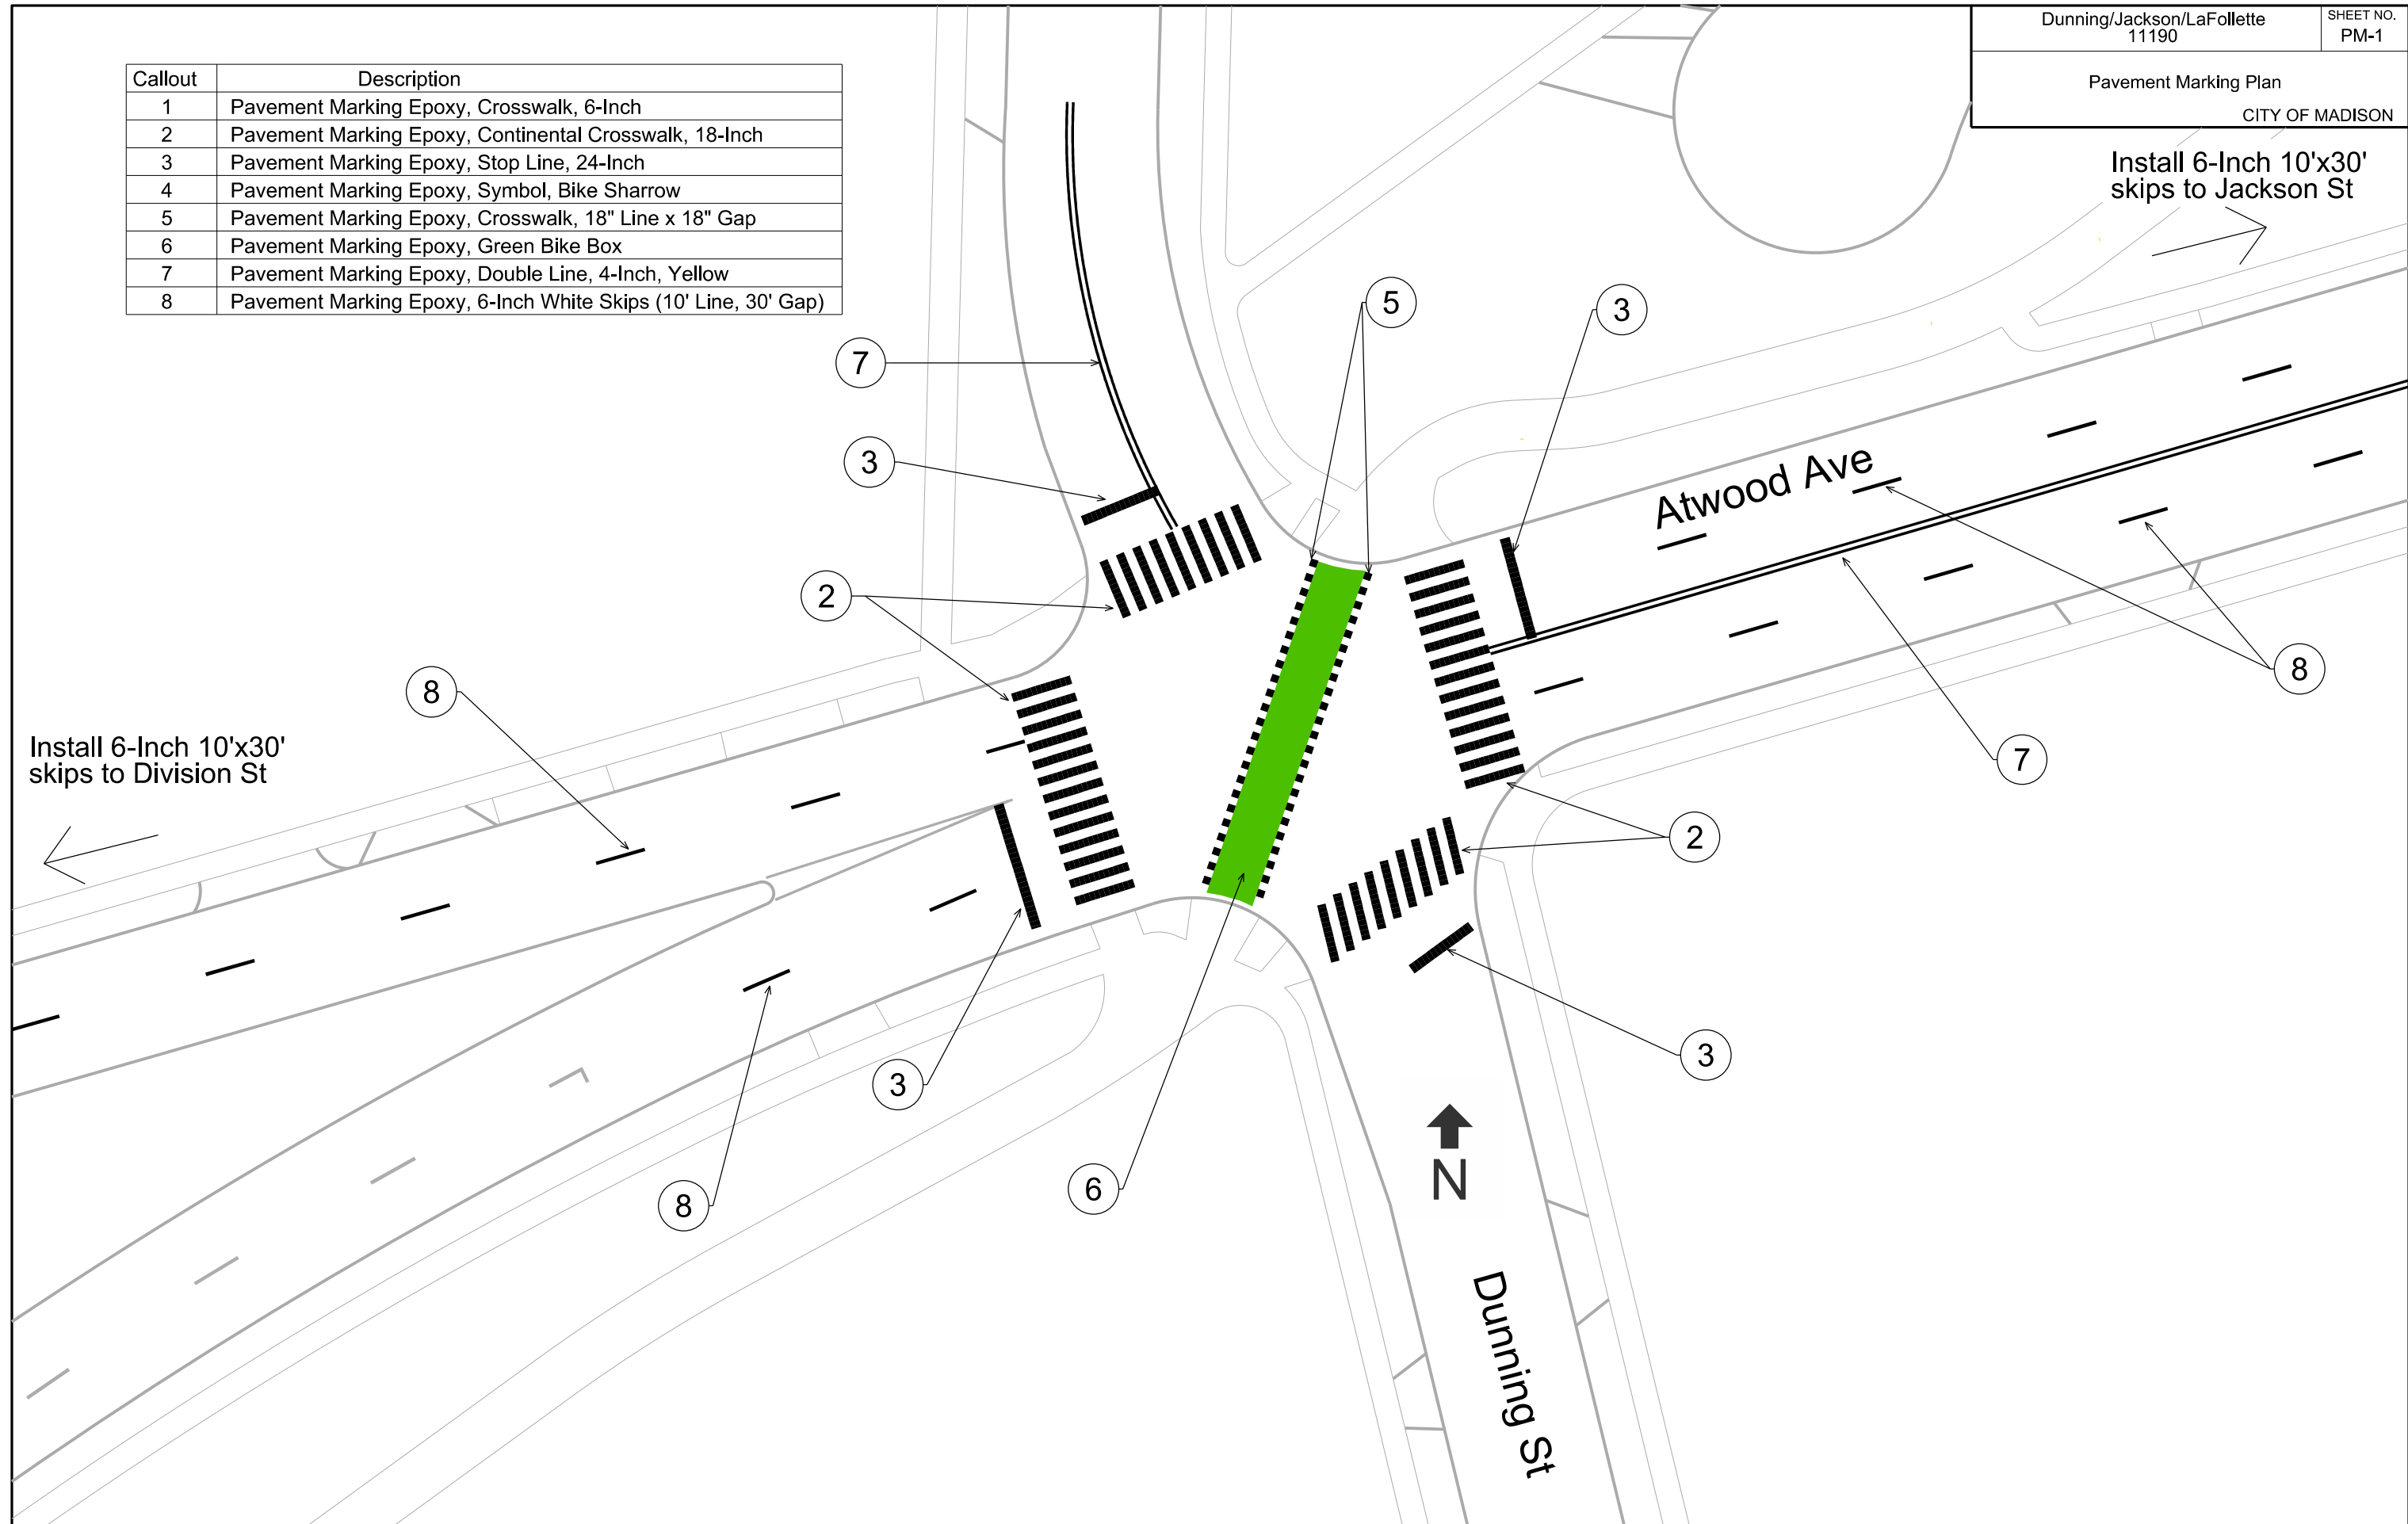 Dunning/Jackson/LaFollette
11190
SHEET NO.
PM-1
Pavement Marking Plan
CITY OF MADISON
Callout Description
1 Pavement Marking Epoxy, Crosswalk, 6-Inch
2 Pavement Marking Epoxy, Continental Crosswalk, 18-Inch
3 Pavement Marking Epoxy, Stop Line, 24-Inch
4 Pavement Marking Epoxy, Symbol, Bike Sharrow
5 Pavement Marking Epoxy, Crosswalk, 18" Line x 18" Gap
6 Pavement Marking Epoxy, Green Bike Box
7 Pavement Marking Epoxy, Double Line, 4-Inch, Yellow
8 Pavement Marking Epoxy, 6-Inch White Skips (10' Line, 30' Gap)
Install 6-Inch 10'x30'
skips to Jackson St
5
3
7
3
Atwood Ave
2
8
8
Install 6-Inch 10'x30'
skips to Division St
7
2
3
3
6
8
N
Dunning St